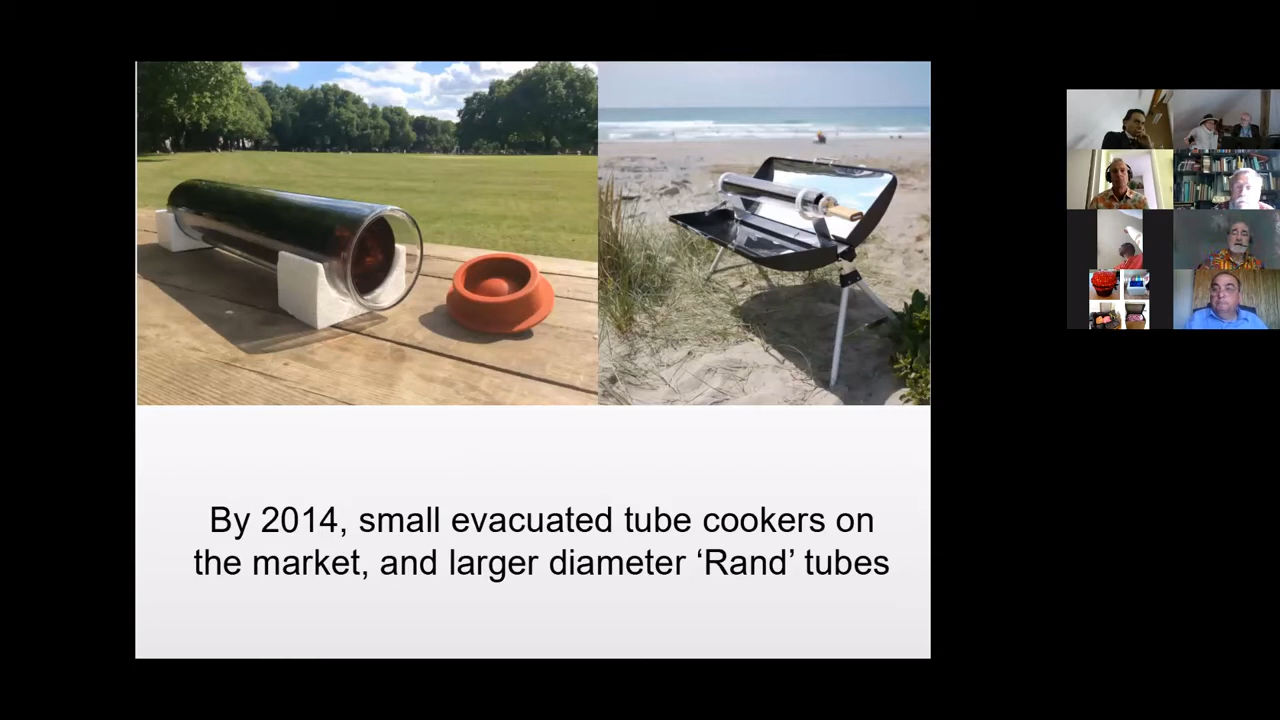 By 2014, small evacuated tube cookers on
the market, and larger diameter ‘Rand’ tubes